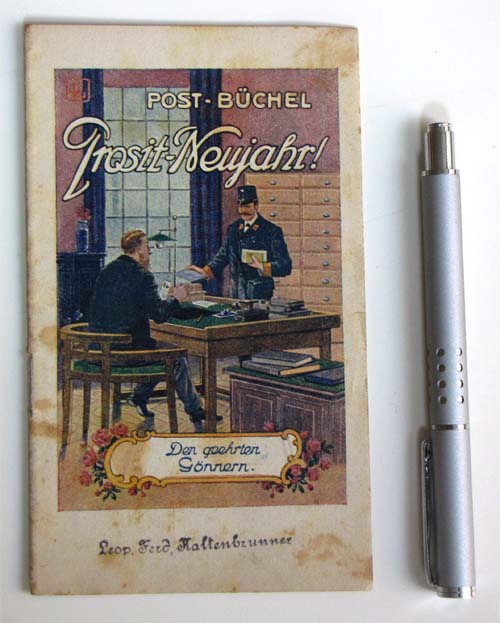 POST-BÜCHEL
Prosit-Neujahr!
Den geehrten
Gönnern.
Leop. Ferd. Kaltenbrunner